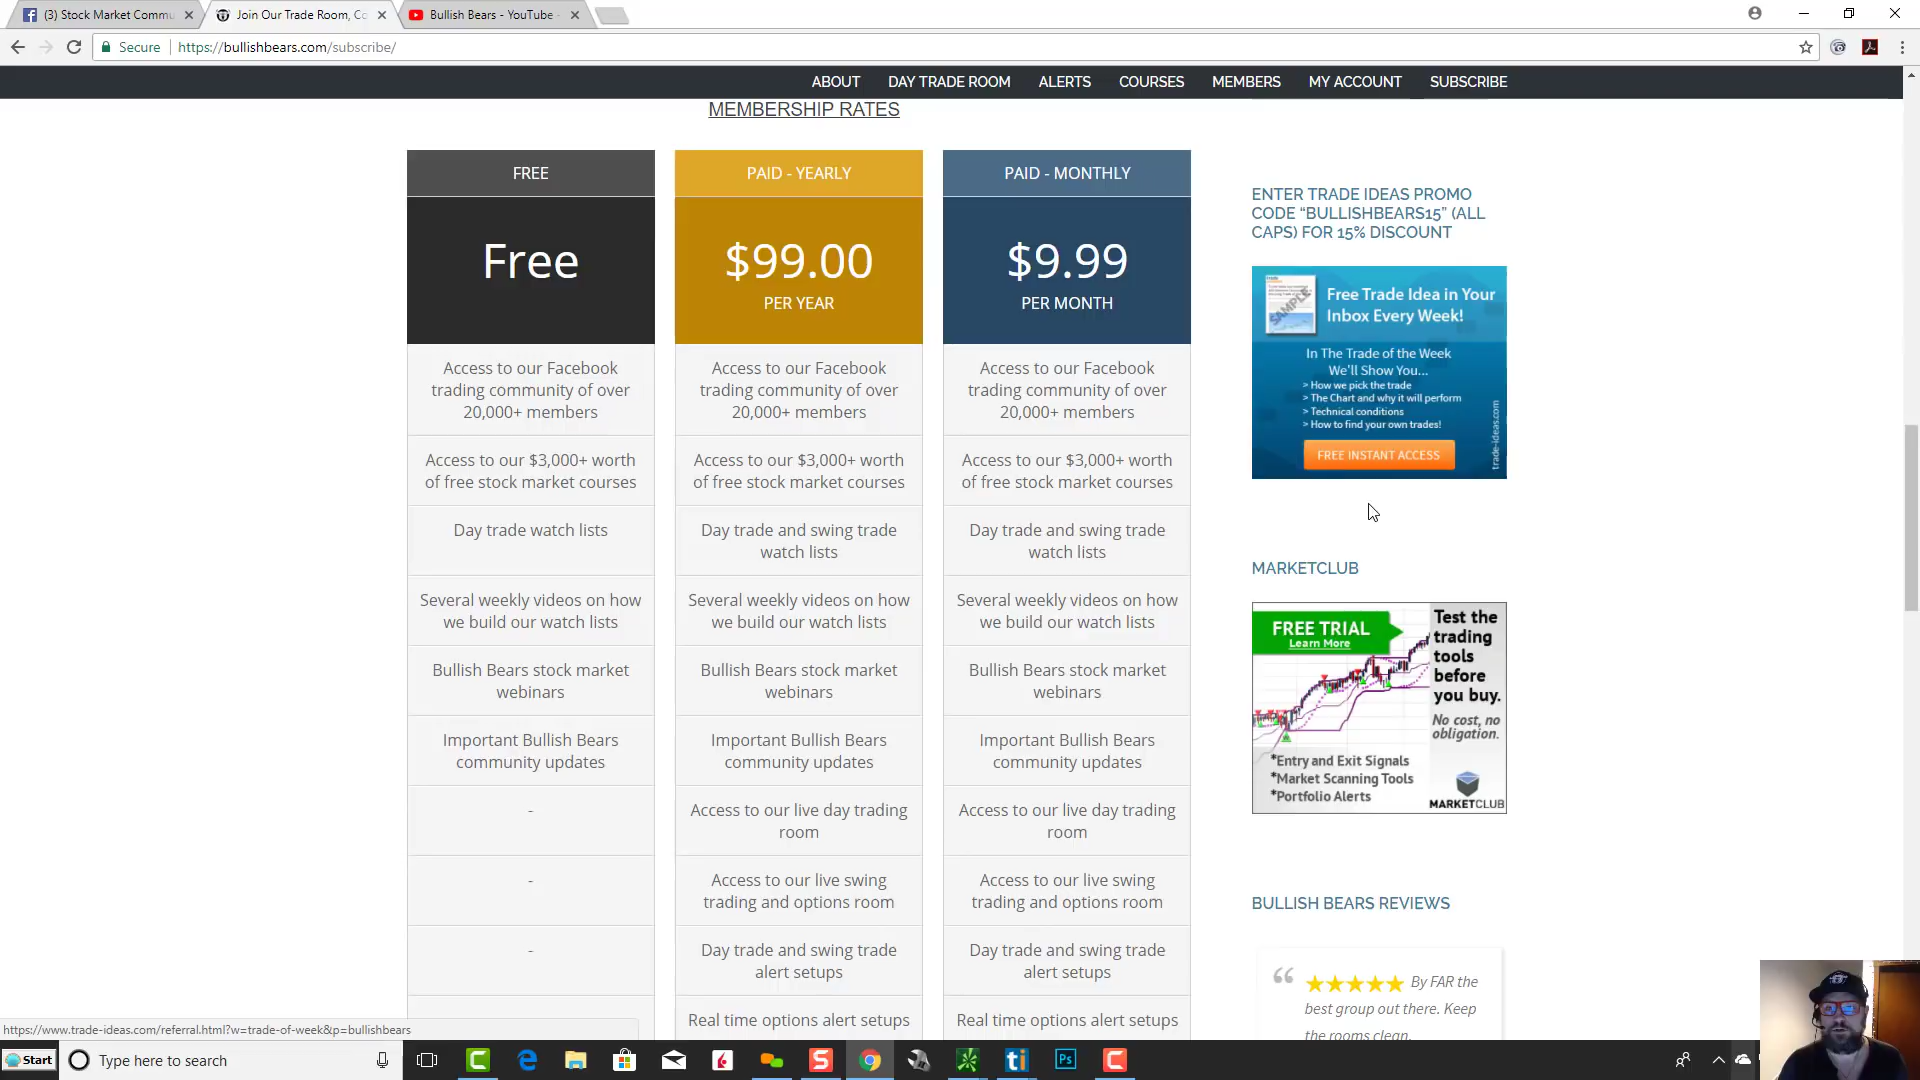 (3) Stock Market Commu
Join Our Trade Room, Co
Bullish Bears - YouTube
Secure
https://bullishbears.com/subscribe/
ABOUT DAY TRADE ROOM ALERTS COURSES MEMBERS MY ACCOUNT SUBSCRIBE
MEMBERSHIP RATES
FREE
Free
Access to our Facebook
trading community of over
20,000+ members
Access to our $3,000+ worth
of free stock market courses
Day trade watch lists
Several weekly videos on how
we build our watch lists
Bullish Bears stock market
webinars
Important Bullish Bears
community updates
-
-
-
PAID - YEARLY
$99.00
PER YEAR
Access to our Facebook
trading community of over
20,000+ members
Access to our $3,000+ worth
of free stock market courses
Day trade and swing trade
watch lists
Several weekly videos on how
we build our watch lists
Bullish Bears stock market
webinars
Important Bullish Bears
community updates
Access to our live day trading
room
Access to our live swing
trading and options room
Day trade and swing trade
alert setups
Real time options alert setups
PAID - MONTHLY
$9.99
PER MONTH
Access to our Facebook
trading community of over
20,000+ members
Access to our $3,000+ worth
of free stock market courses
Day trade and swing trade
watch lists
Several weekly videos on how
we build our watch lists
Bullish Bears stock market
webinars
Important Bullish Bears
community updates
Access to our live day trading
room
Access to our live swing
trading and options room
Day trade and swing trade
alert setups
Real time options alert setups
ENTER TRADE IDEAS PROMO
CODE “BULLISHBEARS15” (ALL
CAPS) FOR 15% DISCOUNT
SAMPLE
Free Trade Idea in Your
Inbox Every Week!
In The Trade of the Week
We'll Show You...
> How we pick the trade
> The Chart and why it will perform
> Technical conditions
> How to find your own trades!
FREE INSTANT ACCESS
trade-ideas.com
MARKETCLUB
FREE TRIAL
Learn More
Test the
trading
tools
before
you buy.
No cost, no
obligation.
*Entry and Exit Signals
*Market Scanning Tools
*Portfolio Alerts
MARKETCLUB
BULLISH BEARS REVIEWS
“ By FAR the
best group out there. Keep
the rooms clean.
https://www.trade-ideas.com/referral.html?w=trade-of-week&p=bullishbears
Start
Type here to search